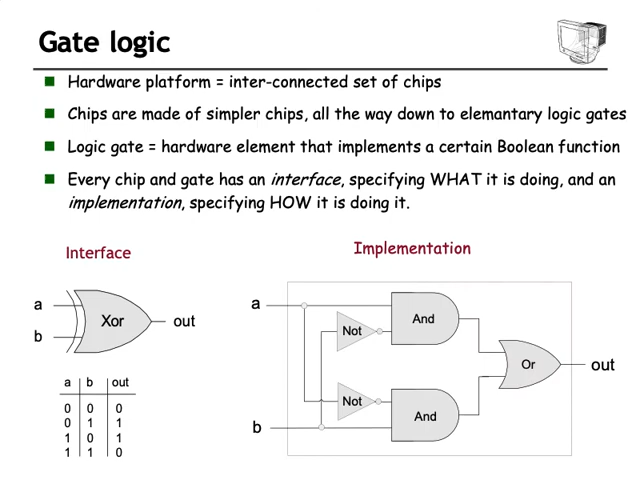 Gate logic
Hardware platform = inter-connected set of chips
Chips are made of simpler chips, all the way down to elemantary logic gates
Logic gate = hardware element that implements a certain Boolean function
Every chip and gate has an interface, specifying WHAT it is doing, and an
implementation, specifying HOW it is doing it.
Interface
Implementation
a
b
Xor
out
a b out
0 0 0
0 1 1
1 0 1
1 1 0
a
b
Not
And
Not
And
Or
out